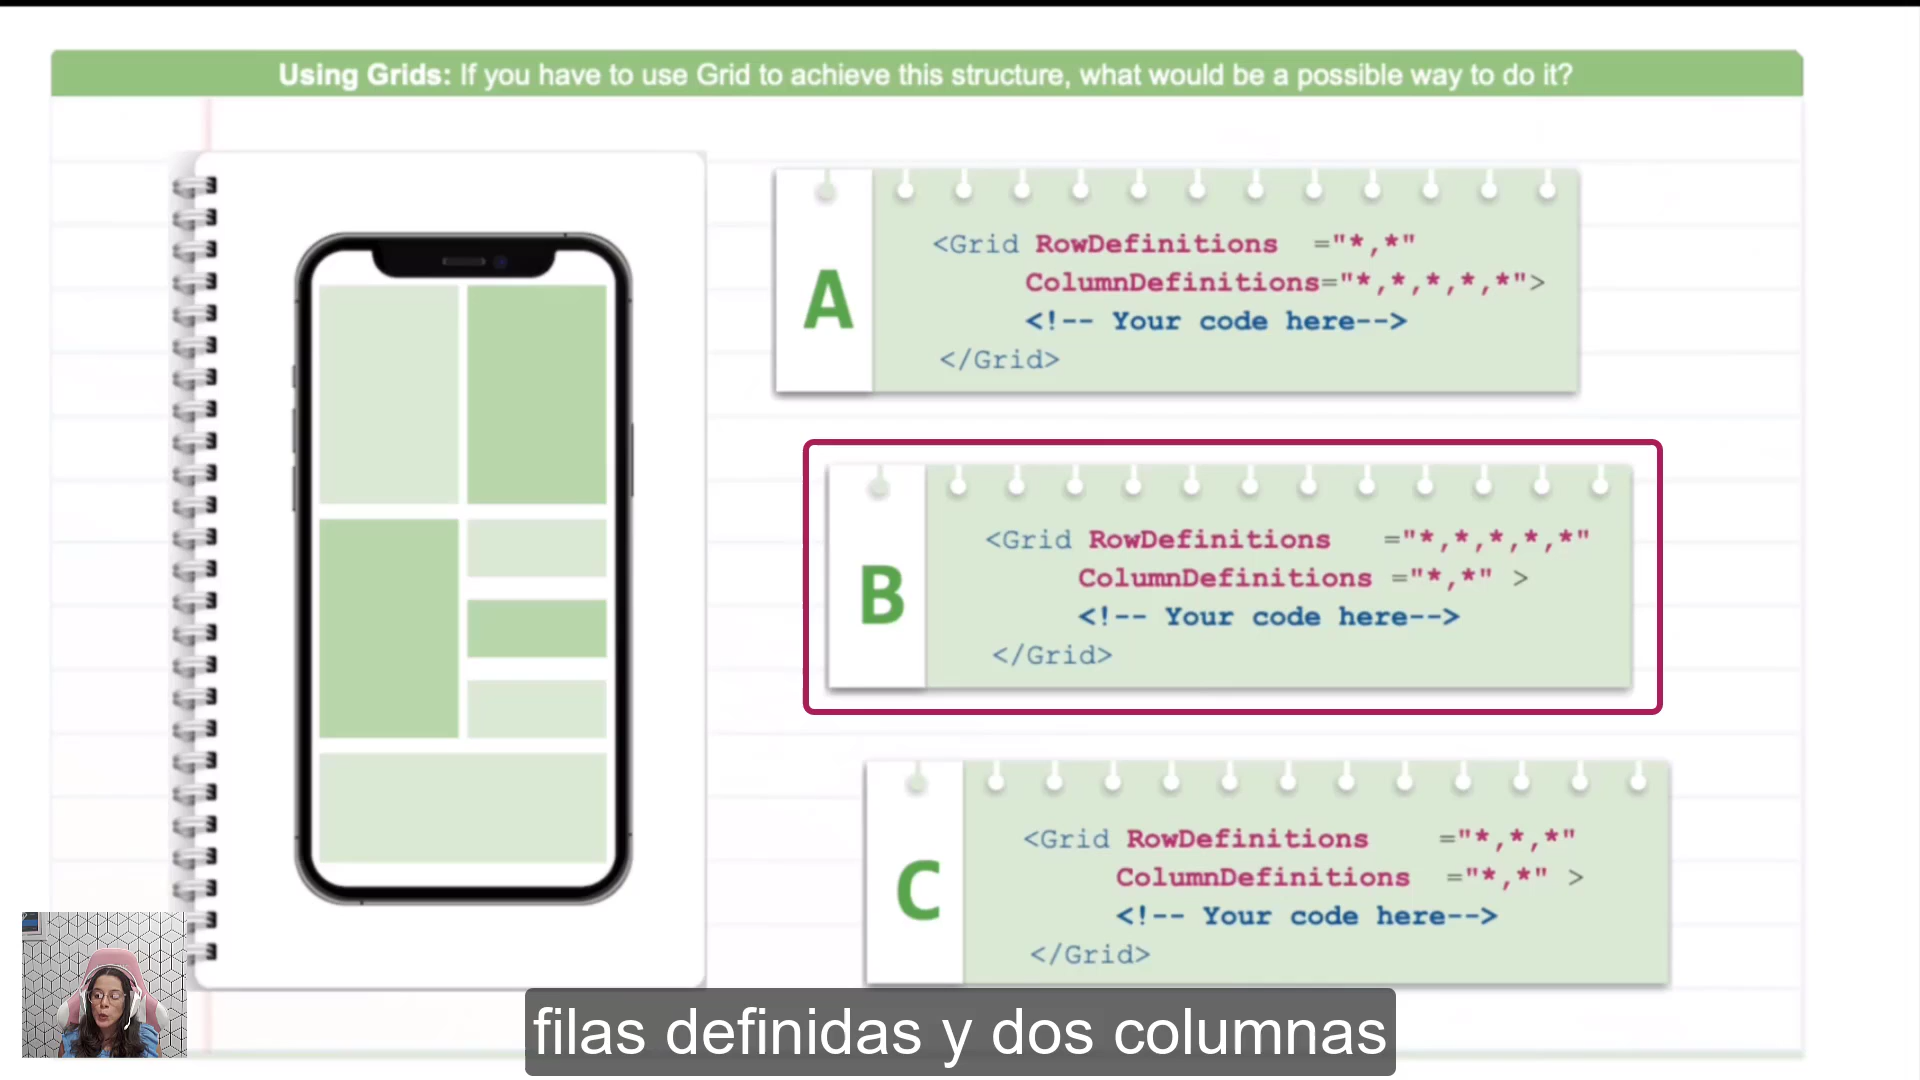 Using Grids: If you have to use Grid to achieve this structure, what would be a possible way to do it?
A
<Grid RowDefinitions ="*,*"
ColumnDefinitions="*,*,*,*,*">
<!-- Your code here-->
</Grid>
B
<Grid RowDefinitions ="*,*,*,*,*"
ColumnDefinitions ="*,*" >
<!-- Your code here-->
</Grid>
C
<Grid RowDefinitions ="*,*,*"
ColumnDefinitions ="*,*" >
<!-- Your code here-->
</Grid>
filas definidas y dos columnas